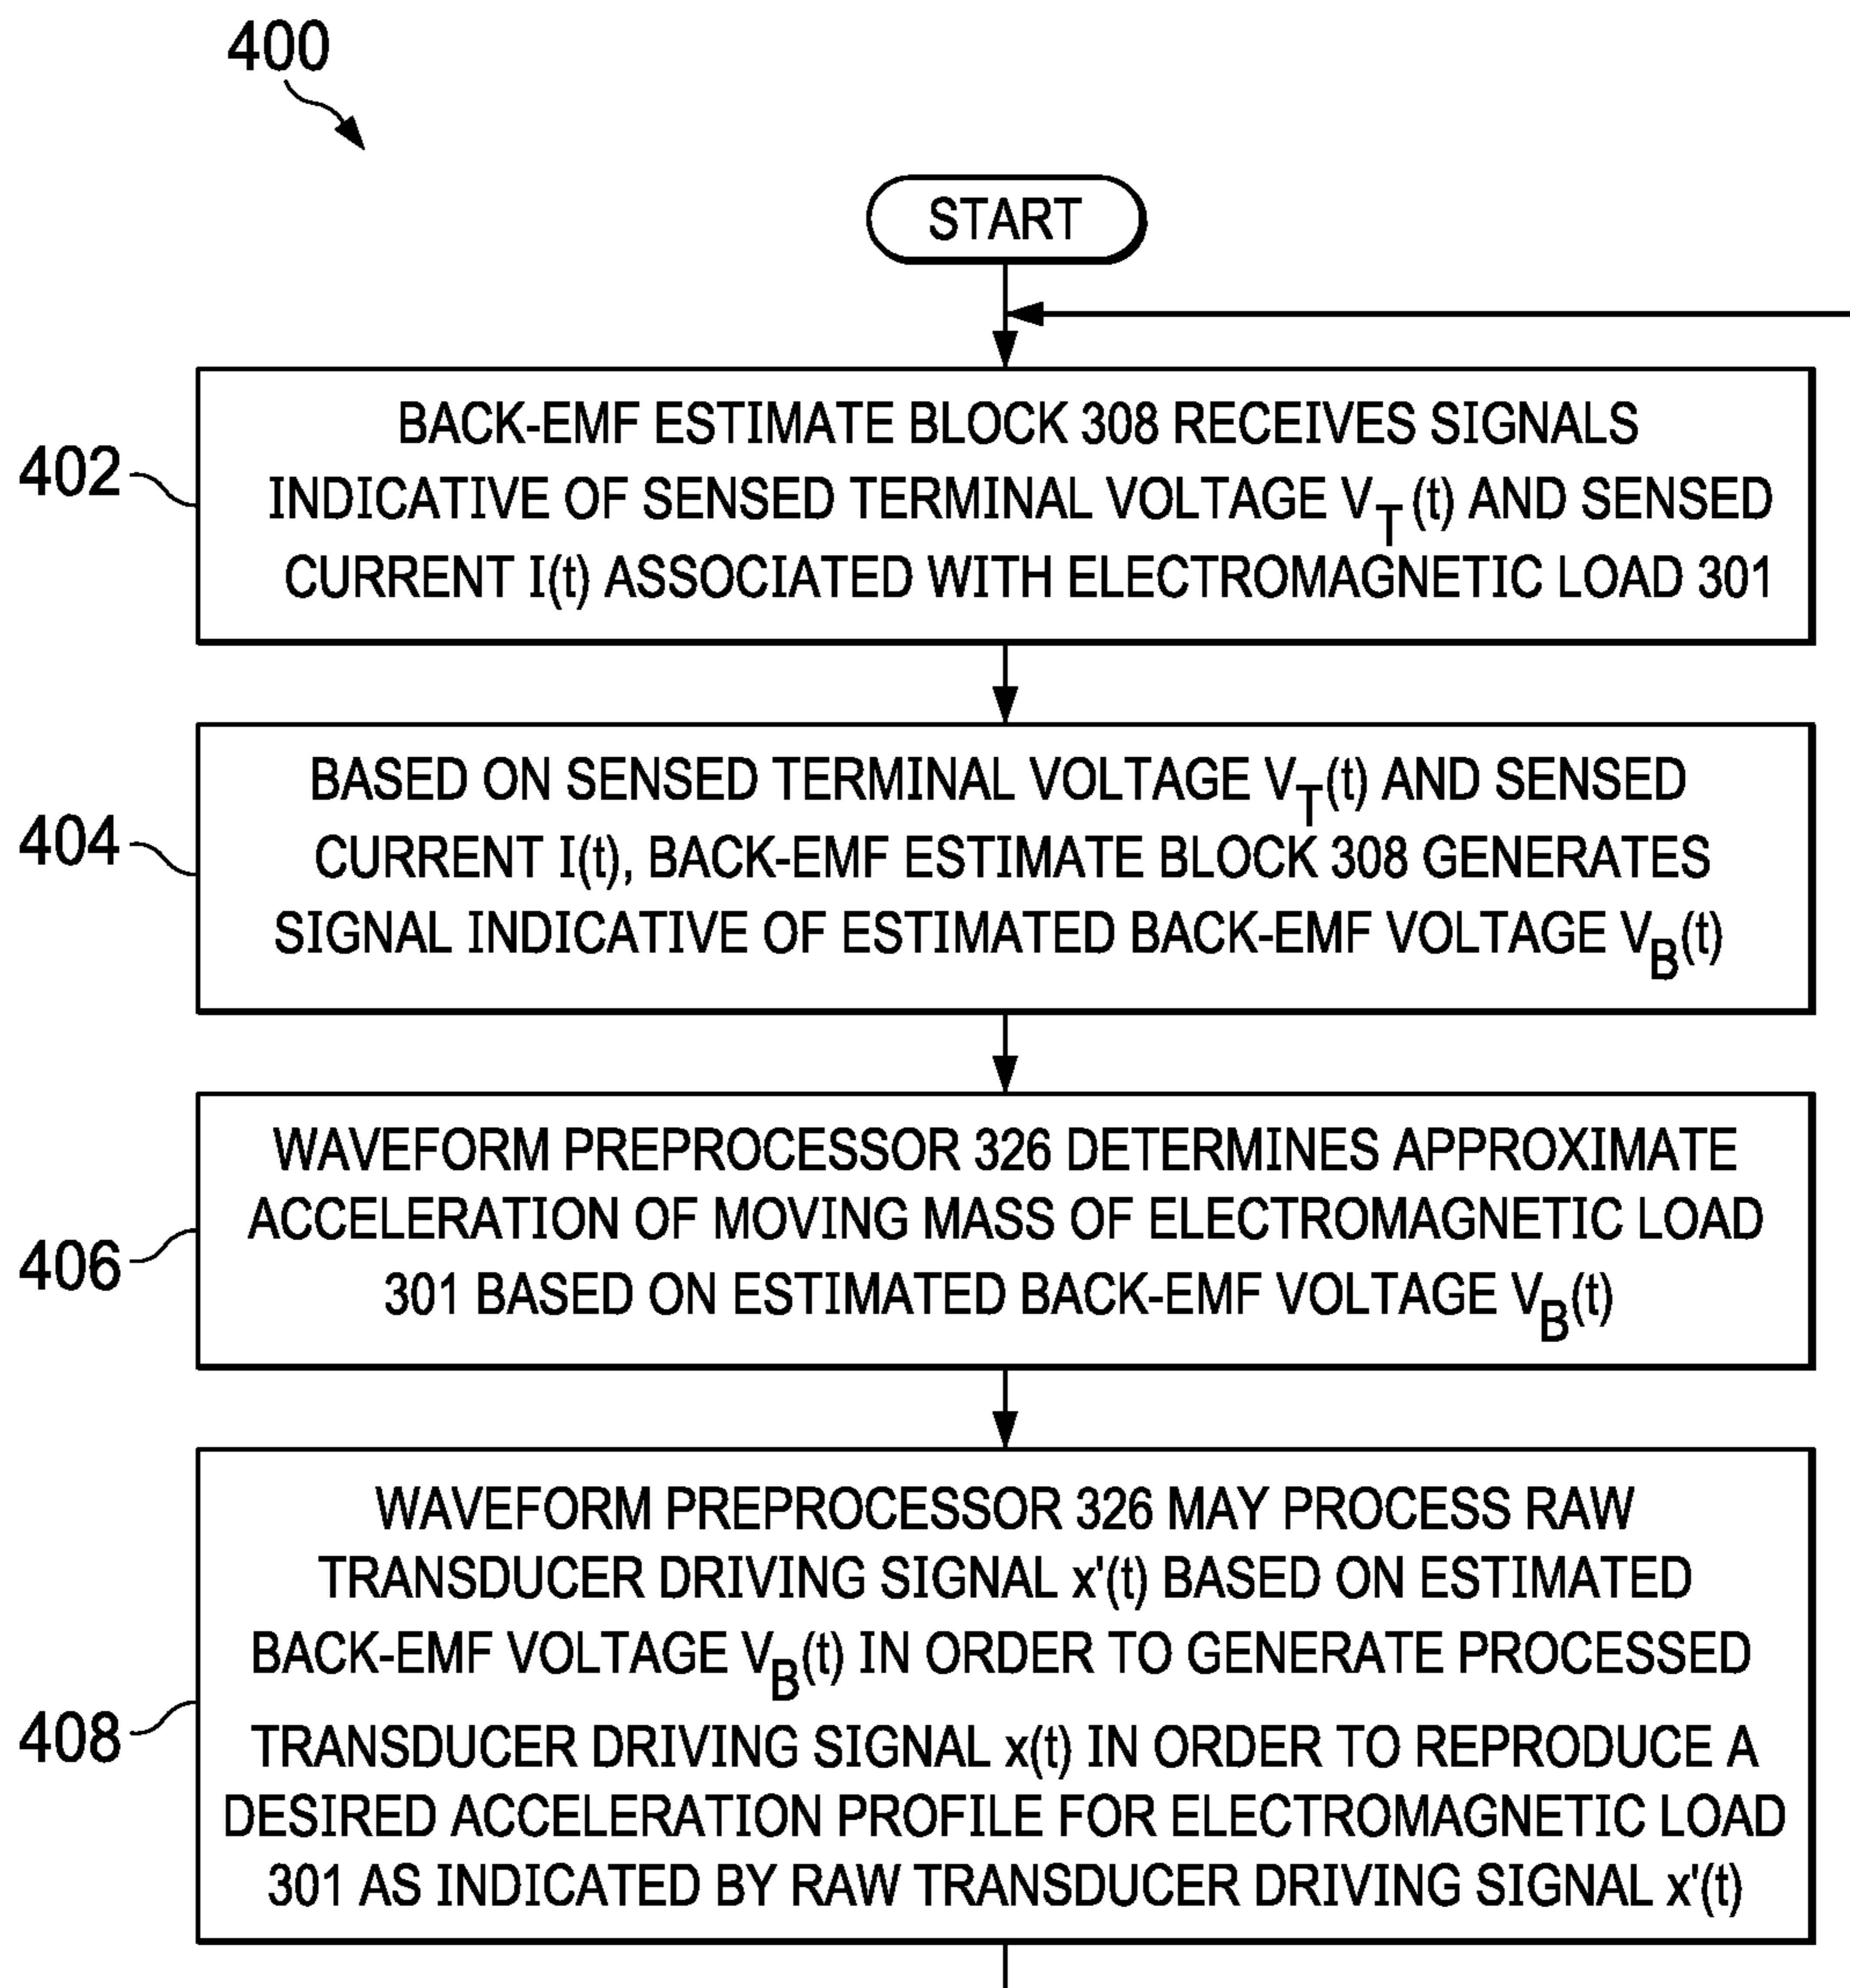 400
START
402
BACK-EMF ESTIMATE BLOCK 308 RECEIVES SIGNALS
INDICATIVE OF SENSED TERMINAL VOLTAGE V_T(t) AND SENSED
CURRENT I(t) ASSOCIATED WITH ELECTROMAGNETIC LOAD 301
404
BASED ON SENSED TERMINAL VOLTAGE V_T(t) AND SENSED
CURRENT I(t), BACK-EMF ESTIMATE BLOCK 308 GENERATES
SIGNAL INDICATIVE OF ESTIMATED BACK-EMF VOLTAGE V_B(t)
406
WAVEFORM PREPROCESSOR 326 DETERMINES APPROXIMATE
ACCELERATION OF MOVING MASS OF ELECTROMAGNETIC LOAD
301 BASED ON ESTIMATED BACK-EMF VOLTAGE V_B(t)
408
WAVEFORM PREPROCESSOR 326 MAY PROCESS RAW
TRANSDUCER DRIVING SIGNAL x'(t) BASED ON ESTIMATED
BACK-EMF VOLTAGE V_B(t) IN ORDER TO GENERATE PROCESSED
TRANSDUCER DRIVING SIGNAL x(t) IN ORDER TO REPRODUCE A
DESIRED ACCELERATION PROFILE FOR ELECTROMAGNETIC LOAD
301 AS INDICATED BY RAW TRANSDUCER DRIVING SIGNAL x'(t)